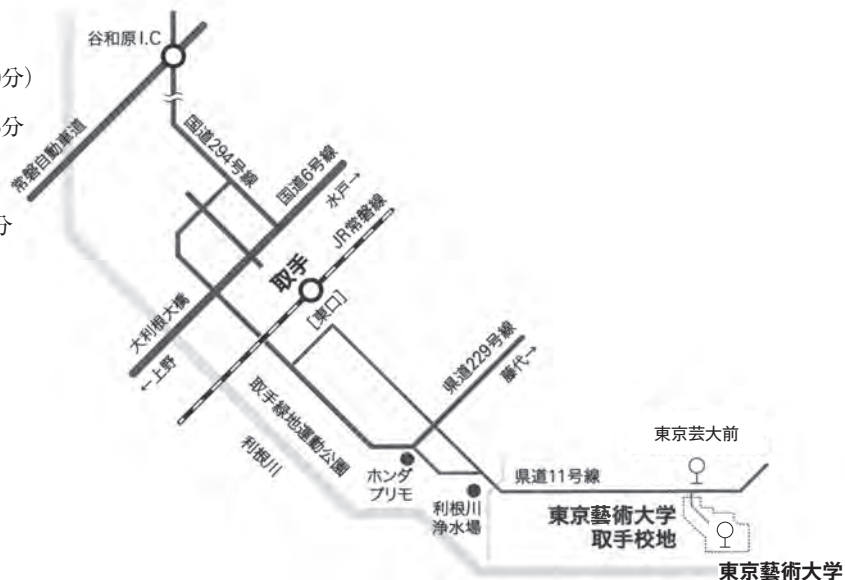 谷和原I.C
分）
分
分
常磐自動車道
国道294号線
国道6号線
水戸→
JR常磐線
取手
[東口]
大利根大橋
←上野
県道229号線
藤代→
取手緑地運動公園
利根川
ホンダ
プリモ
利根川
浄水場
県道11号線
東京芸大前
東京藝術大学
取手校地
東京藝術大学